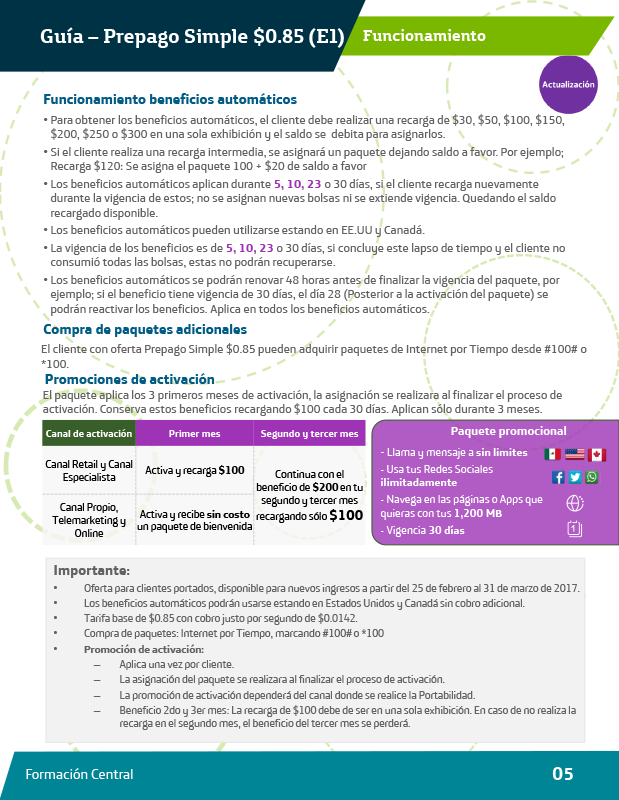 Guía – Prepago Simple $0.85 (E1)
Funcionamiento
Actualización
Funcionamiento beneficios automáticos
• Para obtener los beneficios automáticos, el cliente debe realizar una recarga de $30, $50, $100, $150,
$200, $250 o $300 en una sola exhibición y el saldo se debita para asignarlos.
• Si el cliente realiza una recarga intermedia, se asignará un paquete dejando saldo a favor. Por ejemplo;
Recarga $120: Se asigna el paquete 100 + $20 de saldo a favor
• Los beneficios automáticos aplican durante 5, 10, 23 o 30 días, si el cliente recarga nuevamente
durante la vigencia de estos; no se asignan nuevas bolsas ni se extiende vigencia. Quedando el saldo
recargado disponible.
• Los beneficios automáticos pueden utilizarse estando en EE.UU y Canadá.
• La vigencia de los beneficios es de 5, 10, 23 o 30 días, si concluye este lapso de tiempo y el cliente no
consumió todas las bolsas, estas no podrán recuperarse.
• Los beneficios automáticos se podrán renovar 48 horas antes de finalizar la vigencia del paquete, por
ejemplo; si el beneficio tiene vigencia de 30 días, el día 28 (Posterior a la activación del paquete) se
podrán reactivar los beneficios. Aplica en todos los beneficios automáticos.
Compra de paquetes adicionales
El cliente con oferta Prepago Simple $0.85 pueden adquirir paquetes de Internet por Tiempo desde #100# o
*100.
Promociones de activación
El paquete aplica los 3 primeros meses de activación, la asignación se realizara al finalizar el proceso de
activación. Conserva estos beneficios recargando $100 cada 30 días. Aplican sólo durante 3 meses.
Canal de activación
Primer mes
Segundo y tercer mes
Canal Retail y Canal
Especialista
Activa y recarga $100
Continua con el
beneficio de $200 en tu
segundo y tercer mes
recargando sólo $100
Canal Propio,
Telemarketing y
Online
Activa y recibe sin costo
un paquete de bienvenida
Paquete promocional
- Llama y mensaje a sin limites
- Usa tus Redes Sociales
ilimitadamente
- Navega en las páginas o Apps que
quieras con tus 1,200 MB
- Vigencia 30 días
1
Importante:
• Oferta para clientes portados, disponible para nuevos ingresos a partir del 25 de febrero al 31 de marzo de 2017.
• Los beneficios automáticos podrán usarse estando en Estados Unidos y Canadá sin cobro adicional.
• Tarifa base de $0.85 con cobro justo por segundo de $0.0142.
• Compra de paquetes: Internet por Tiempo, marcando #100# o *100
• Promoción de activación:
– Aplica una vez por cliente.
– La asignación del paquete se realizara al finalizar el proceso de activación.
– La promoción de activación dependerá del canal donde se realice la Portabilidad.
– Beneficio 2do y 3er mes: La recarga de $100 debe de ser en una sola exhibición. En caso de no realiza la
recarga en el segundo mes, el beneficio del tercer mes se perderá.
Formación Central
05